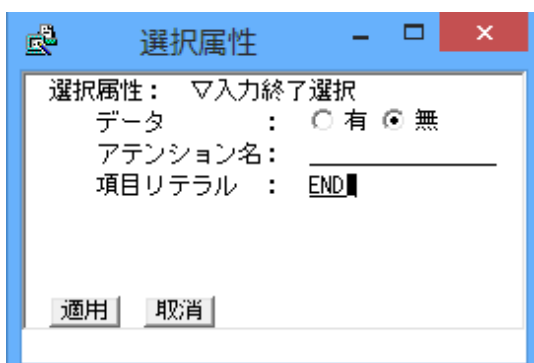 選択属性
選択属性： ▽入力終了選択
データ ： 有 無
アテンション名：
項目リテラル ： END
適用 取消